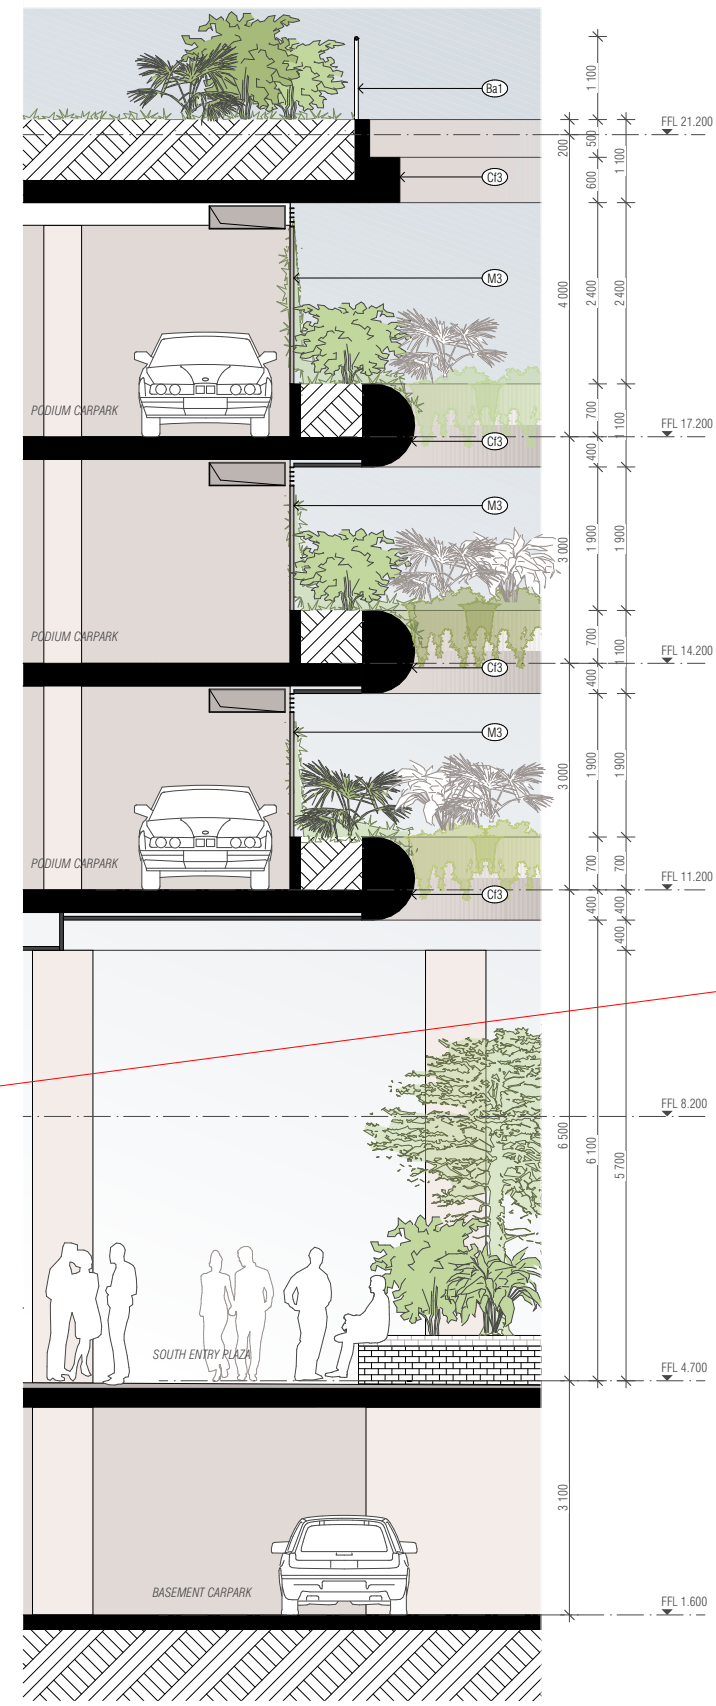 1 100
Ba1
FFL 21.200
200
500
1 100
600
Cf3
M3
4 000
2 400
2 400
PODIUM CARPARK
700
1 100
FFL 17.200
400
Cf3
M3
3 000
1 900
1 900
PODIUM CARPARK
700
1 100
FFL 14.200
400
Cf3
M3
3 000
1 900
1 900
PODIUM CARPARK
700
700
FFL 11.200
400
400
Cf3
400
FFL 8.200
6 500
6 100
5 700
SOUTH ENTRY PLAZA
FFL 4.700
3 100
BASEMENT CARPARK
FFL 1.600